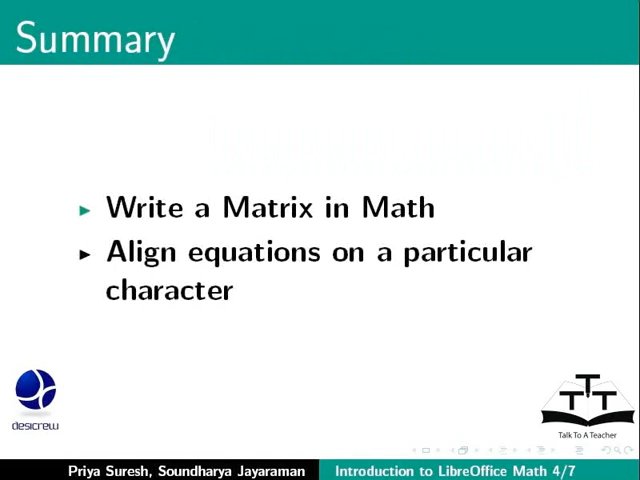 Summary
Write a Matrix in Math
Align equations on a particular
character
desicrew
T T T
Talk To A Teacher
Priya Suresh, Soundharya Jayaraman Introduction to LibreOffice Math 4/7